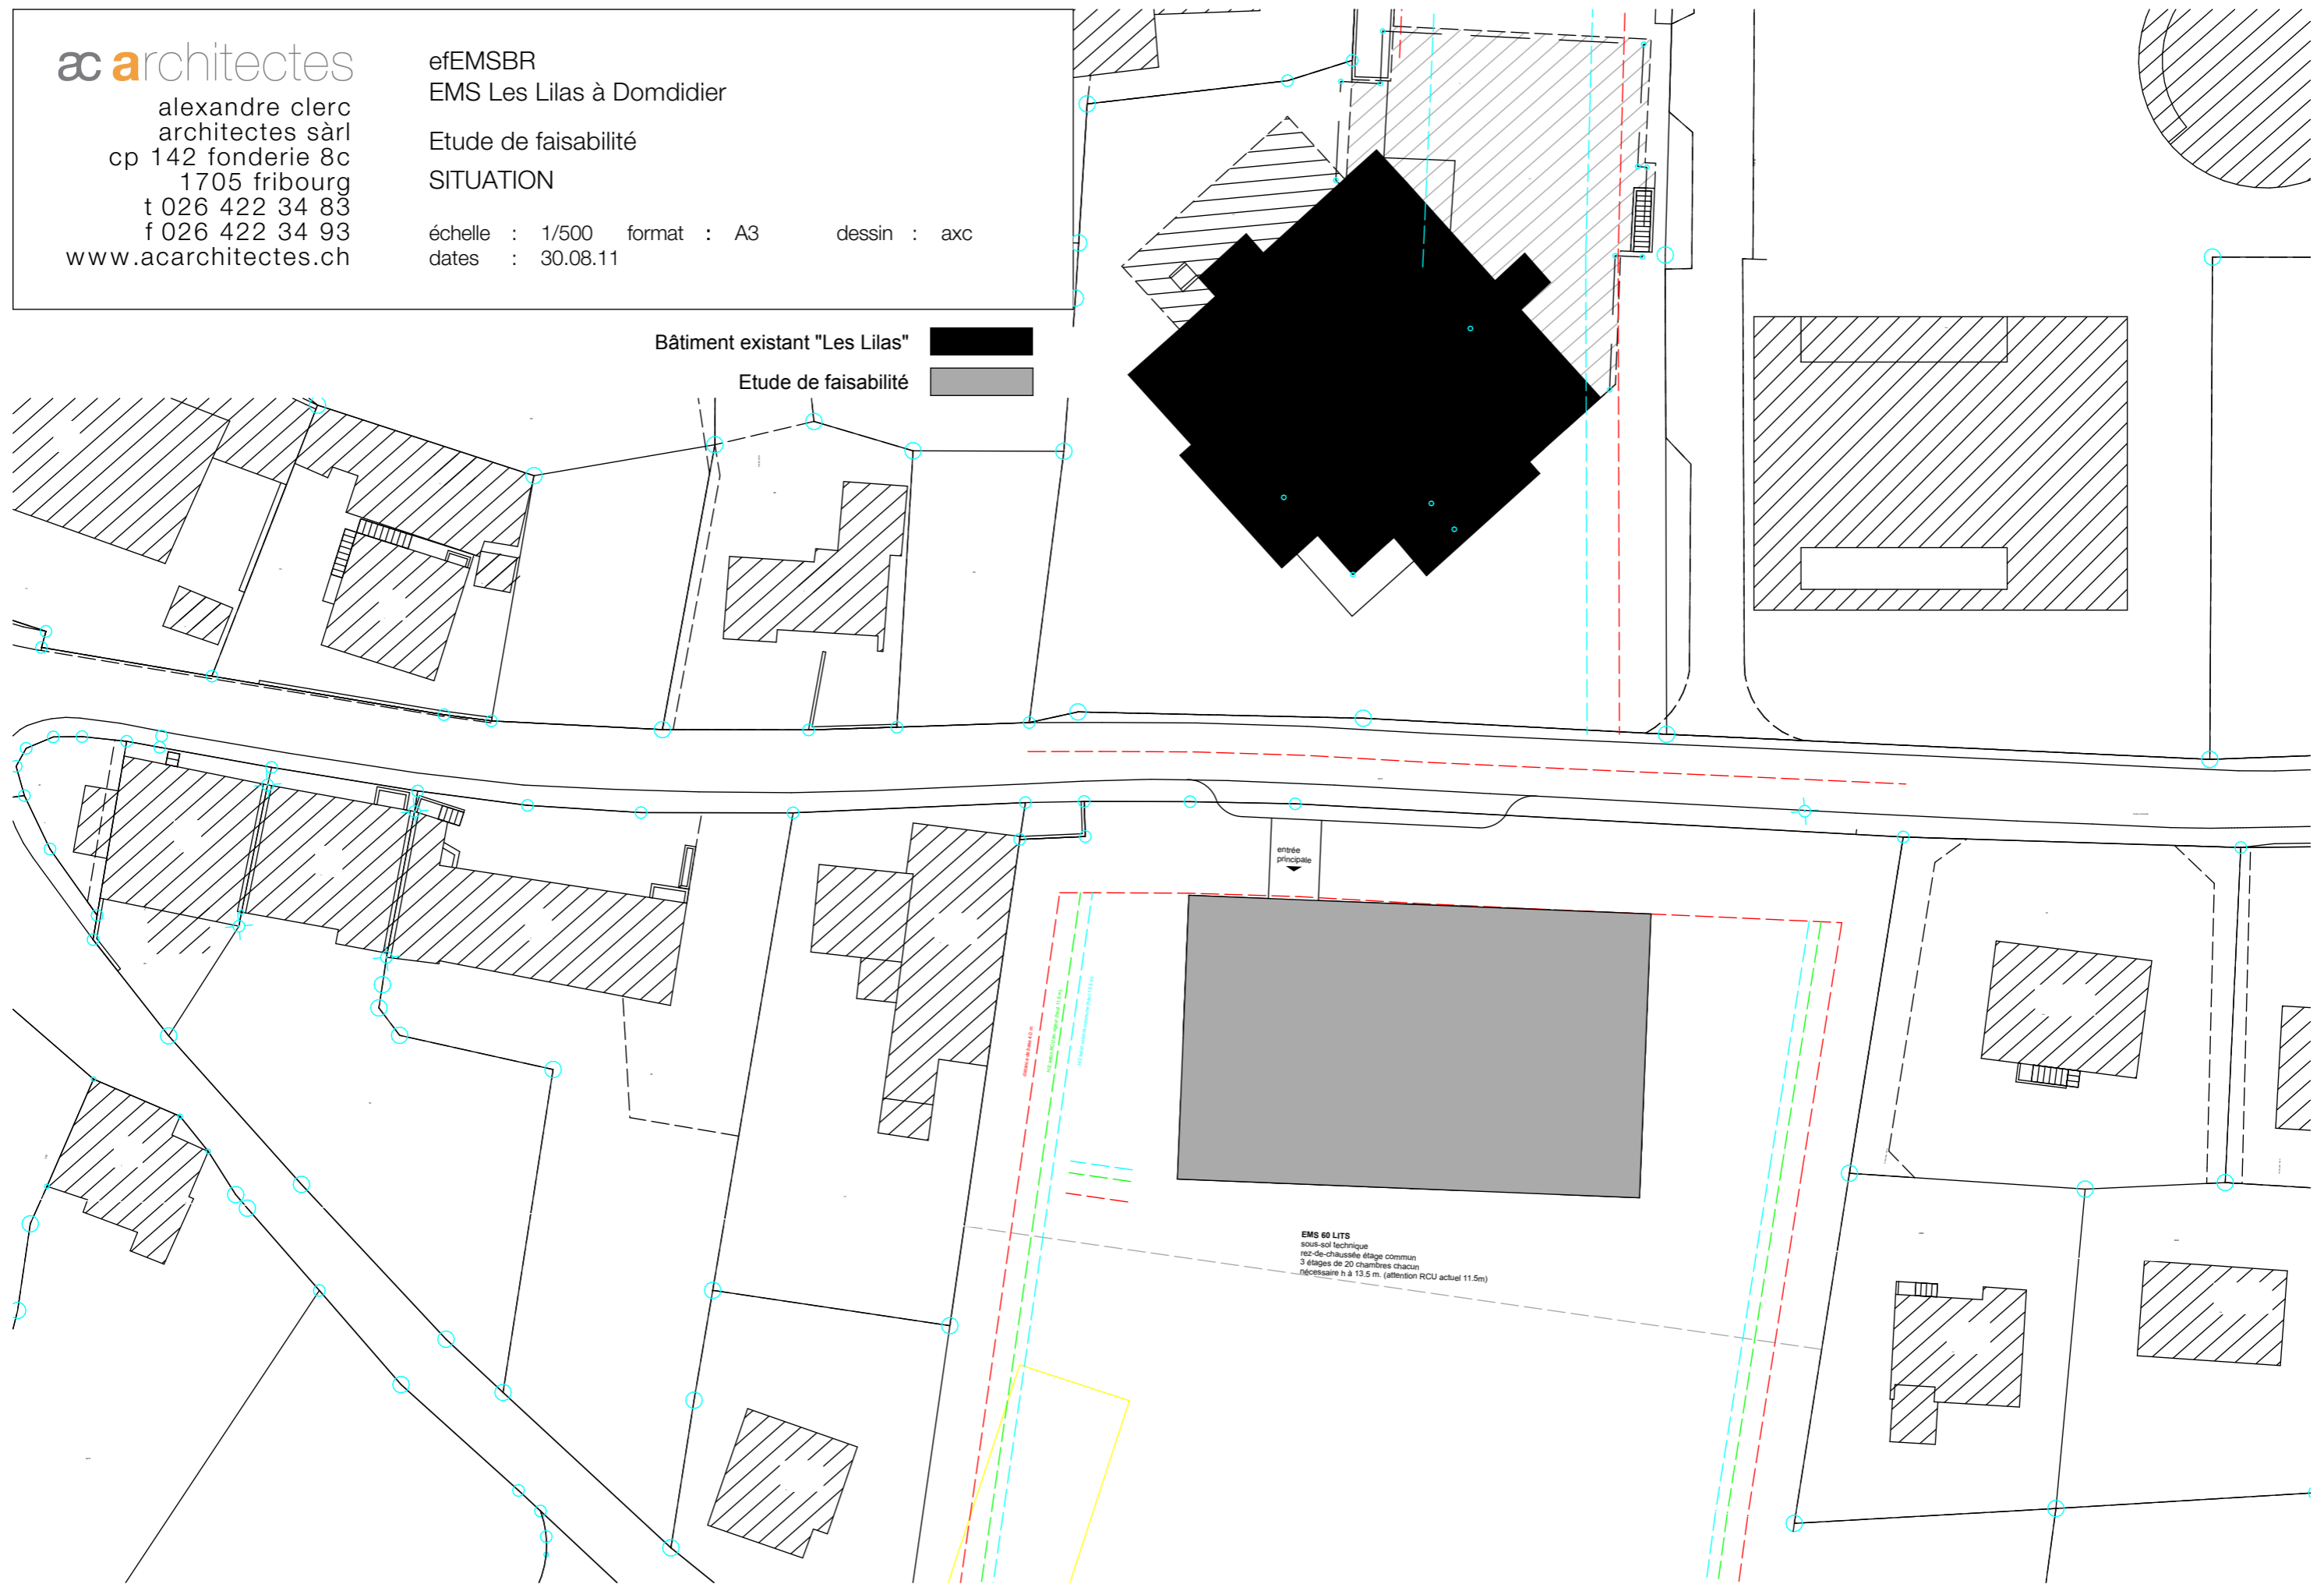 ac architectes
alexandre clerc
architectes sàrl
cp 142 fonderie 8c
1705 fribourg
t 026 422 34 83
f 026 422 34 93
www.acarchitectes.ch
efEMSBR
EMS Les Lilas à Domdidier
Etude de faisabilité
SITUATION
échelle : 1/500 format : A3 dessin : axc
dates : 30.08.11
Bâtiment existant "Les Lilas"
Etude de faisabilité
entrée
principale
EMS 60 LITS
sous-sol technique
rez-de-chaussée étage commun
3 étages de 20 chambres chacun
nécessaire h à 13.5 m. (attention RCU actuel 11.5m)